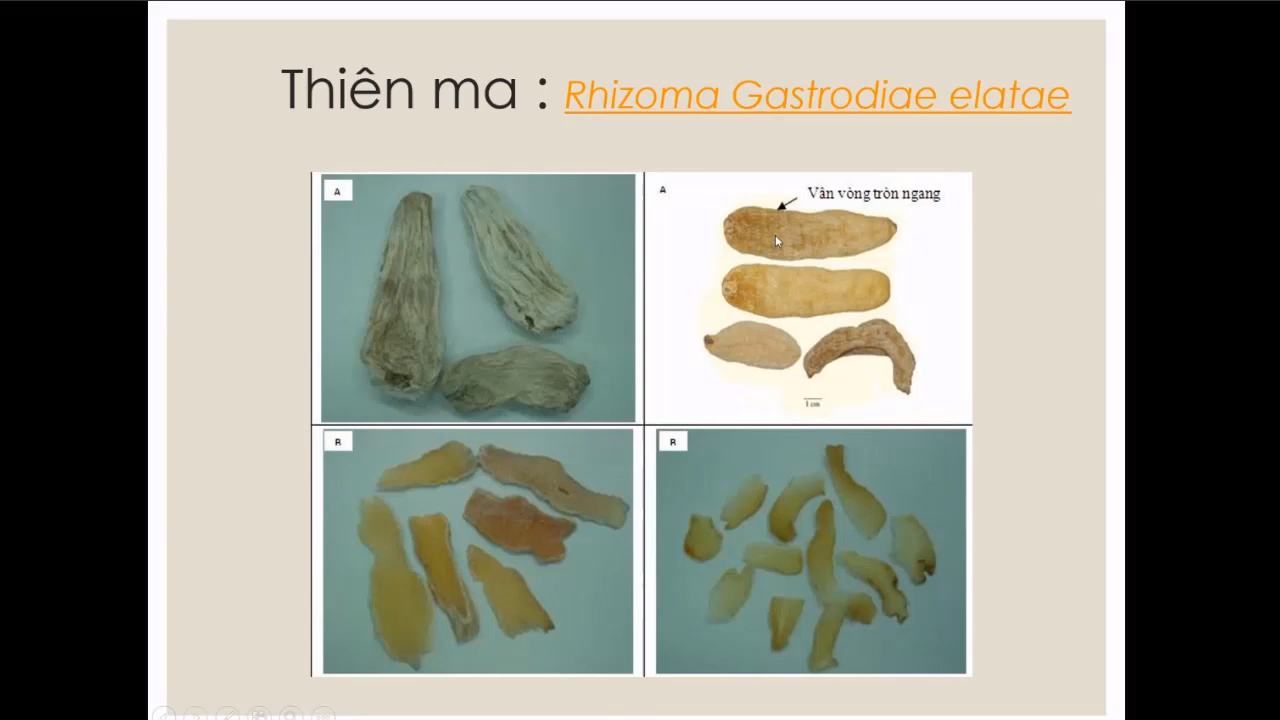 Thiên ma : Rhizoma Gastrodiae elatae
A
A
Vân vòng tròn ngang
1 cm
B
B